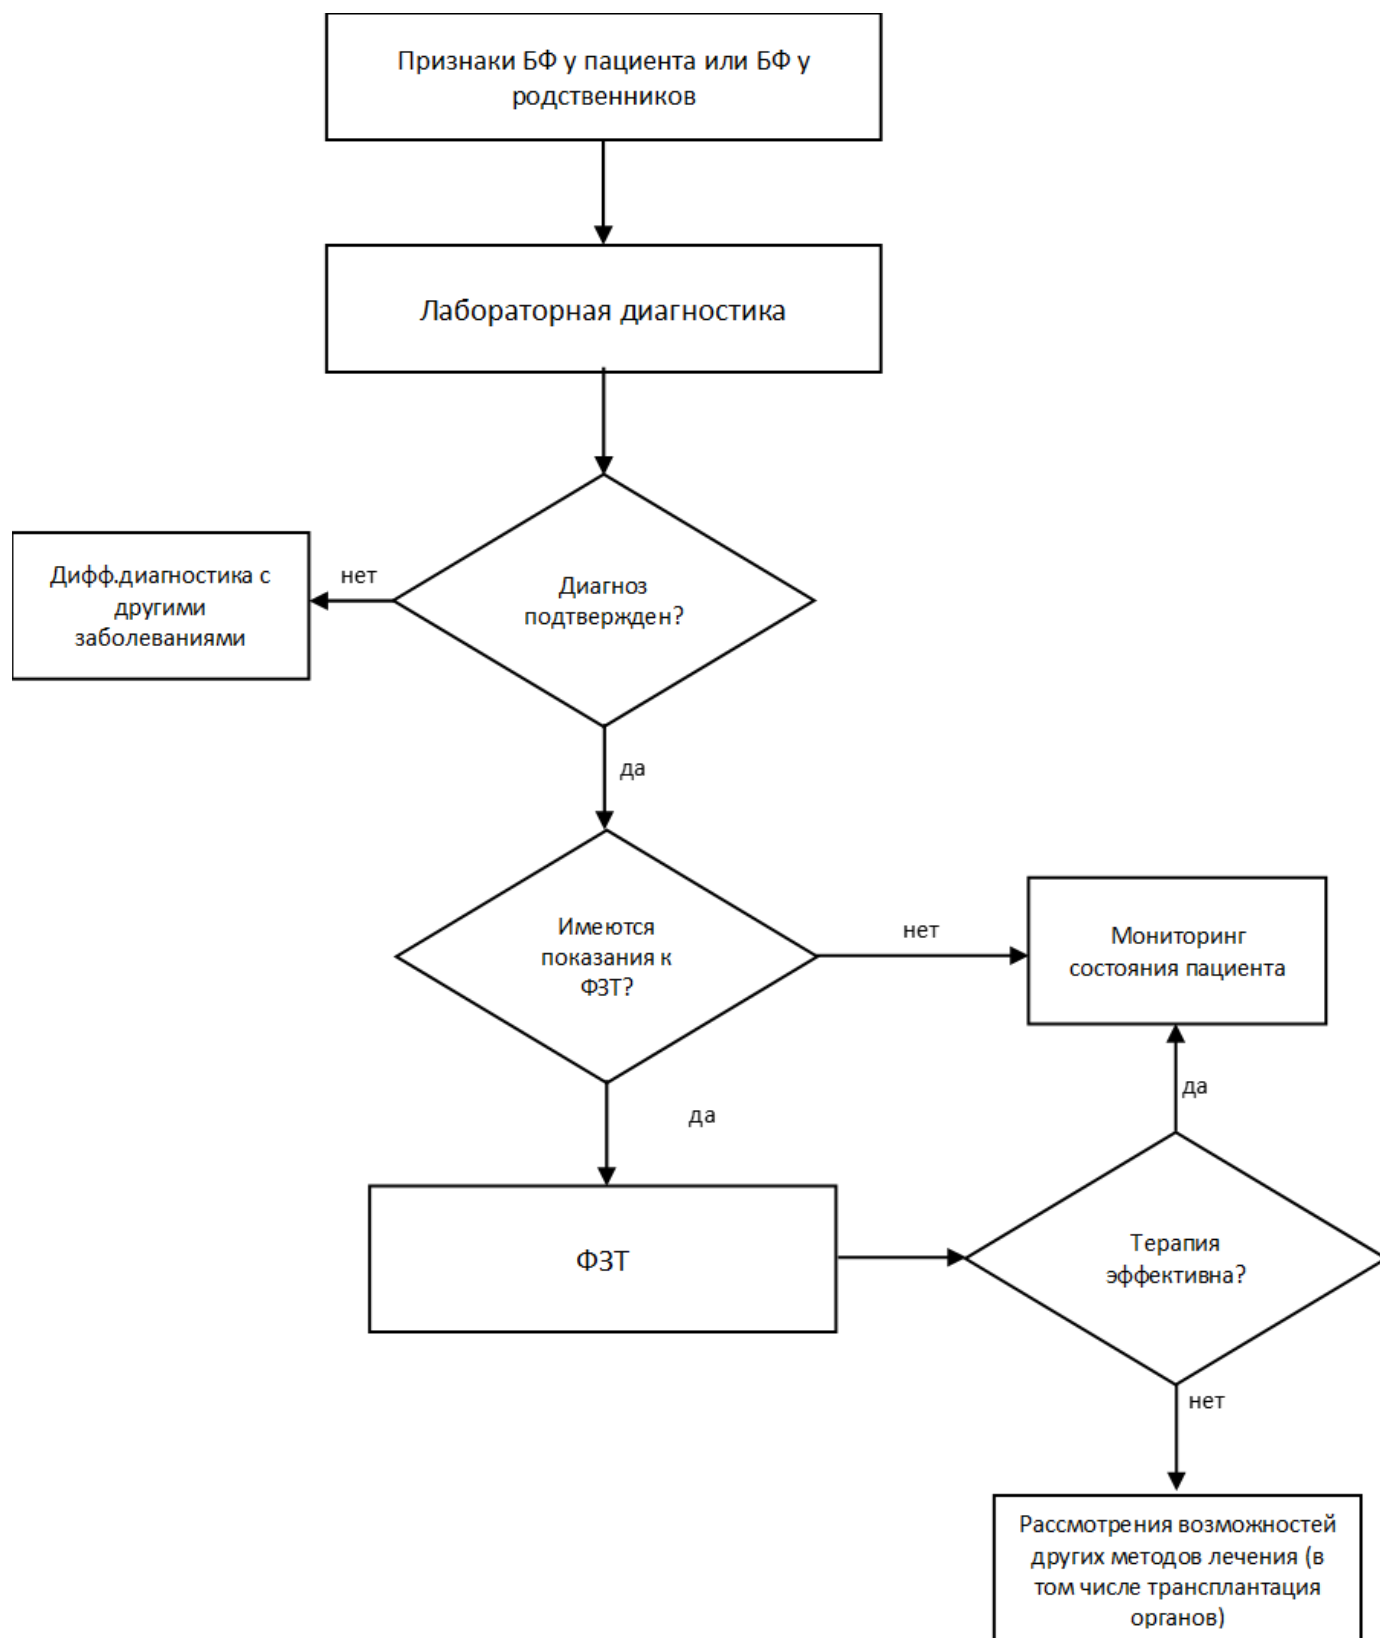 Признаки БФ у пациента или БФ у
родственников
Лабораторная диагностика
Диагноз
подтвержден?
нет
Дифф.диагностика с
другими
заболеваниями
да
Имеются
показания к
ФЗТ?
нет
Мониторинг
состояния пациента
да
да
ФЗТ
Терапия
эффективна?
нет
Рассмотрения возможностей
других методов лечения (в
том числе трансплантация
органов)